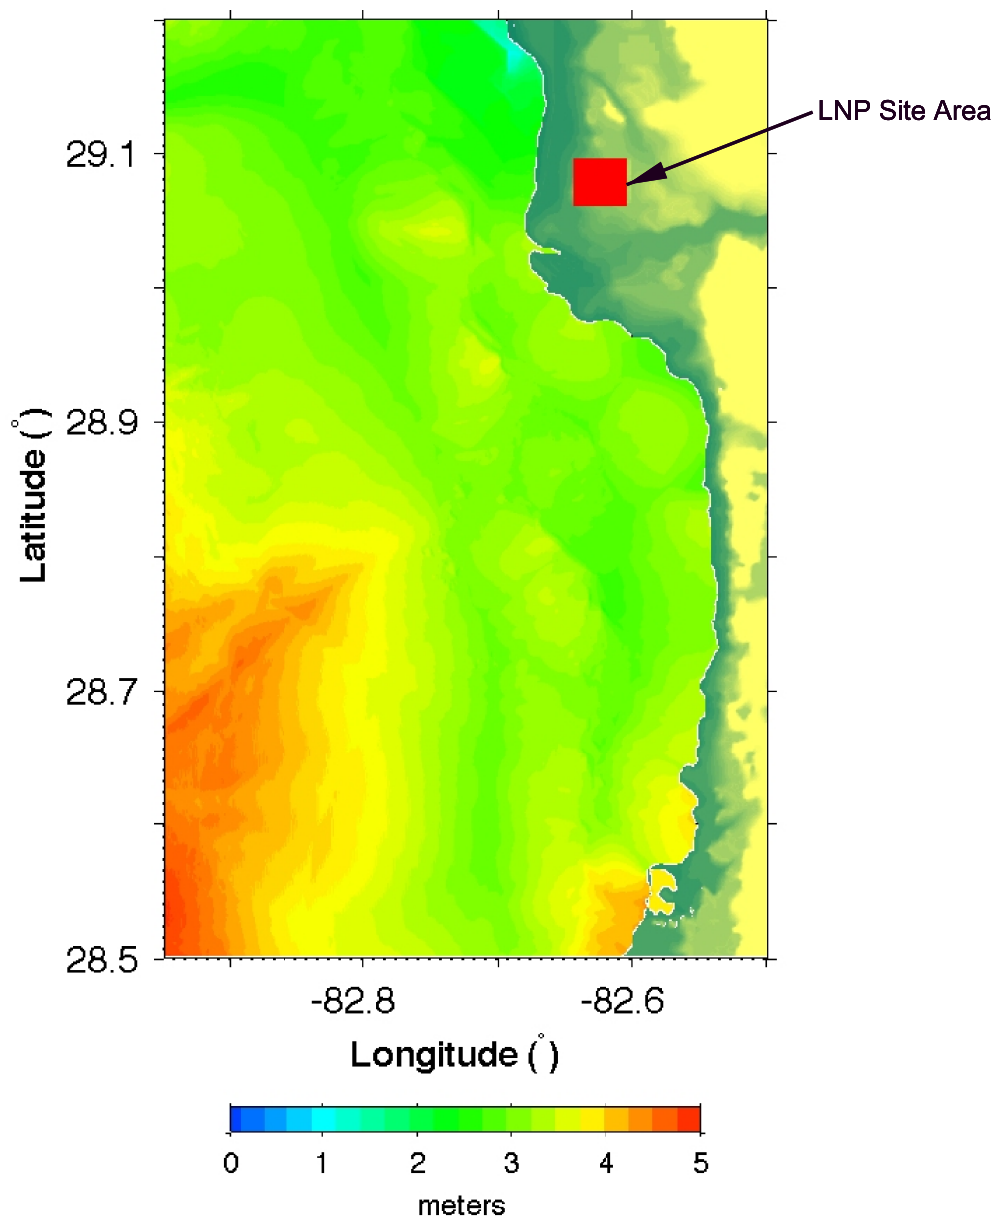 LNP Site Area
29.1
28.9
28.7
28.5
Latitude (°)
-82.8 -82.6
Longitude (°)
0 1 2 3 4 5
meters